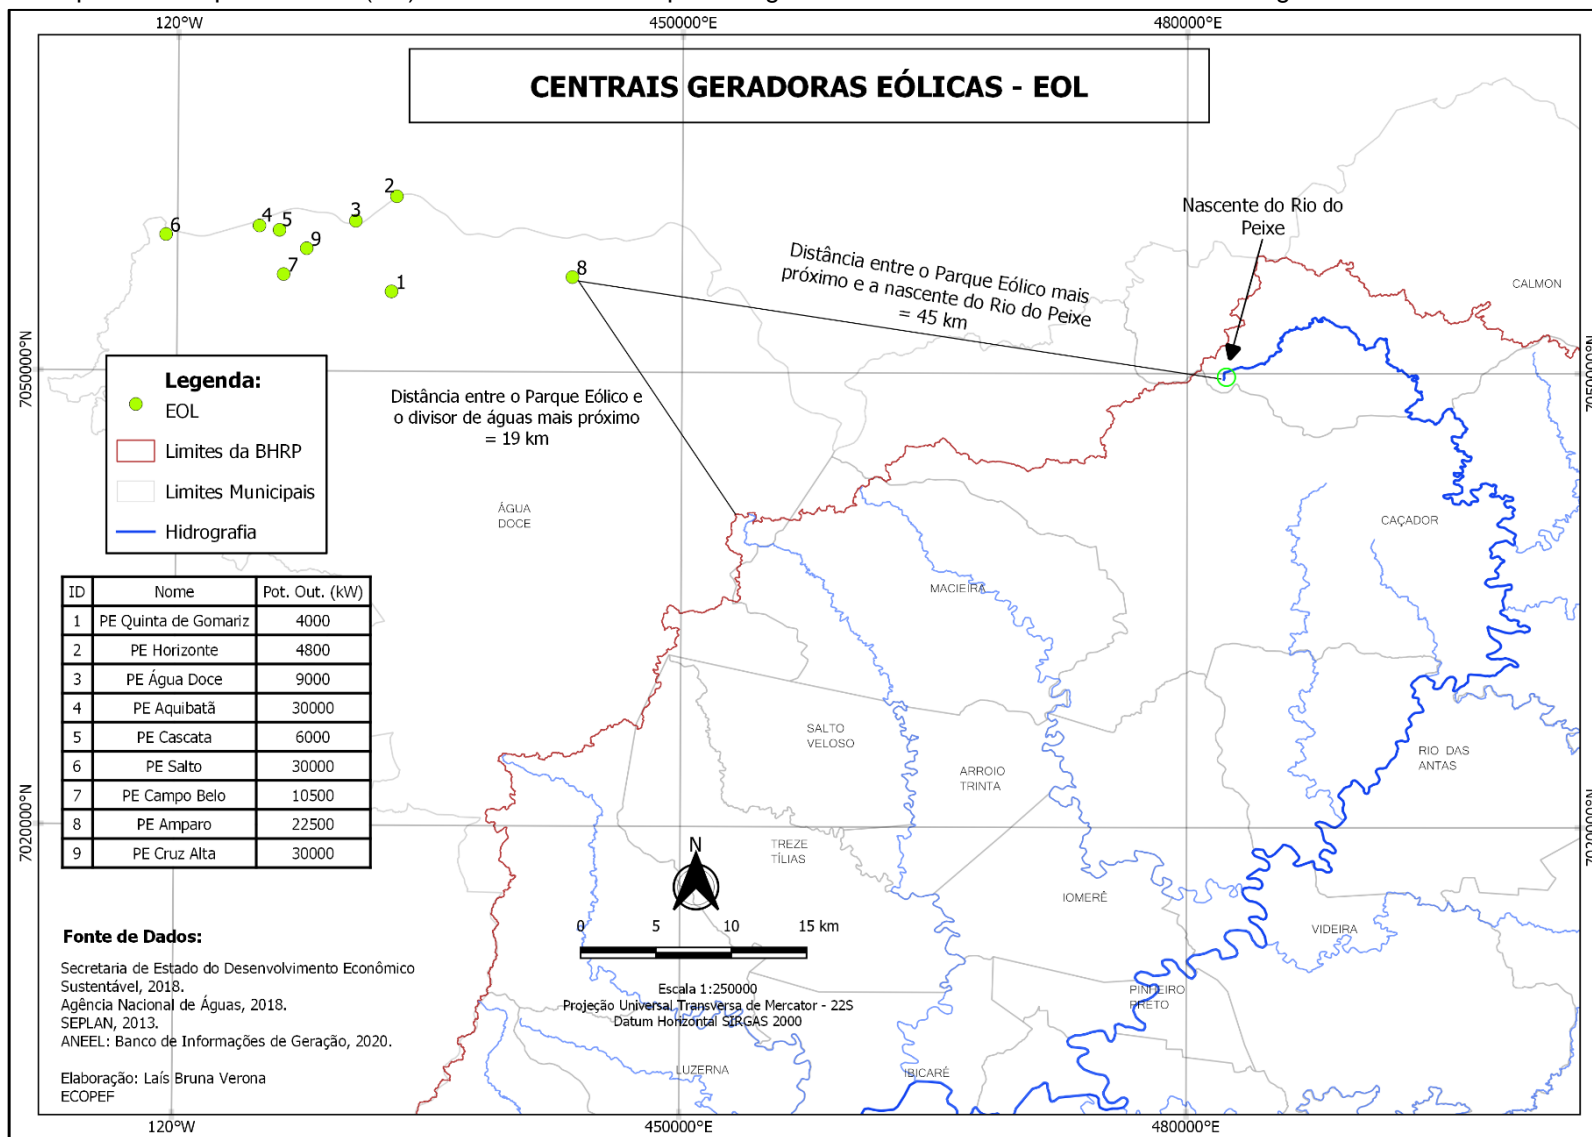 120°W
450000°E
480000°E
CENTRAIS GERADORAS EÓLICAS - EOL
2
3
4
5
6
9
7
1
8
Nascente do Rio do
Peixe
Distância entre o Parque Eólico mais
próximo e a nascente do Rio do Peixe
= 45 km
CALMON
7050000°N
7050000°N
Legenda:
EOL
Limites da BHRP
Limites Municipais
Hidrografia
Distância entre o Parque Eólico e
o divisor de águas mais próximo
= 19 km
ÁGUA
DOCE
CAÇADOR
MACIEIRA
ID Nome Pot. Out. (kW)
1 PE Quinta de Gomariz 4000
2 PE Horizonte 4800
3 PE Água Doce 9000
4 PE Aquibatã 30000
5 PE Cascata 6000
6 PE Salto 30000
7 PE Campo Belo 10500
8 PE Amparo 22500
9 PE Cruz Alta 30000
SALTO
VELOSO
RIO DAS
ANTAS
ARROIO
TRINTA
7020000°N
7020000°N
TREZE
TÍLIAS
IOMERÊ
VIDEIRA
PINHEIRO
PRETO
N
0 5 10 15 km
Escala 1:250000
Projeção Universal Transversa de Mercator - 22S
Datum Horizontal SIRGAS 2000
Fonte de Dados:
Secretaria de Estado do Desenvolvimento Econômico
Sustentável, 2018.
Agência Nacional de Águas, 2018.
SEPLAN, 2013.
ANEEL: Banco de Informações de Geração, 2020.
Elaboração: Laís Bruna Verona
ECOPEF
LUZERNA
IBICARÉ
120°W
450000°E
480000°E